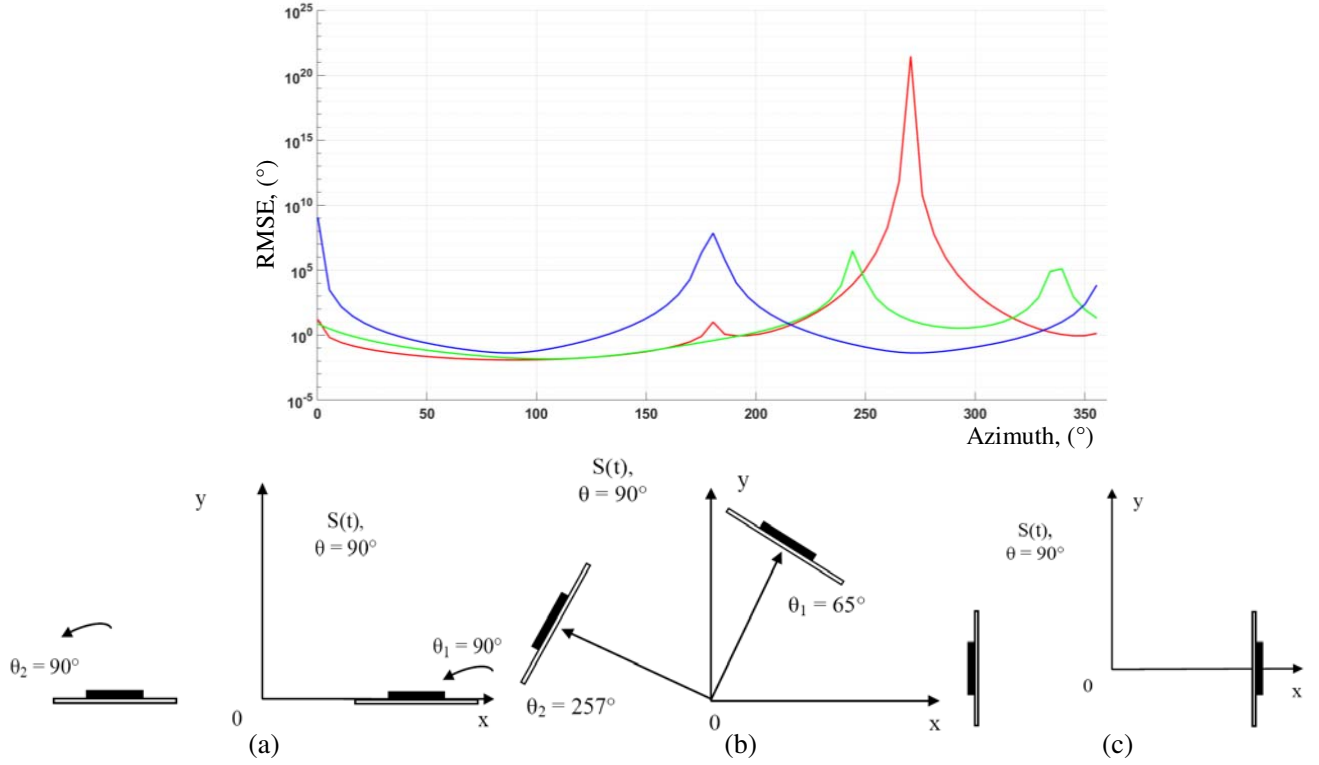 10^25
10^20
10^15
10^10
10^5
10^0
10^-5
RMSE, (°)
0 50 100 150 200 250 300 350
Azimuth, (°)
y
S(t),
θ = 90°
θ₂ = 90°
θ₁ = 90°
0
x
(a)
S(t),
θ = 90°
y
θ₁ = 65°
θ₂ = 257°
0
x
(b)
S(t),
θ = 90°
y
0
x
(c)